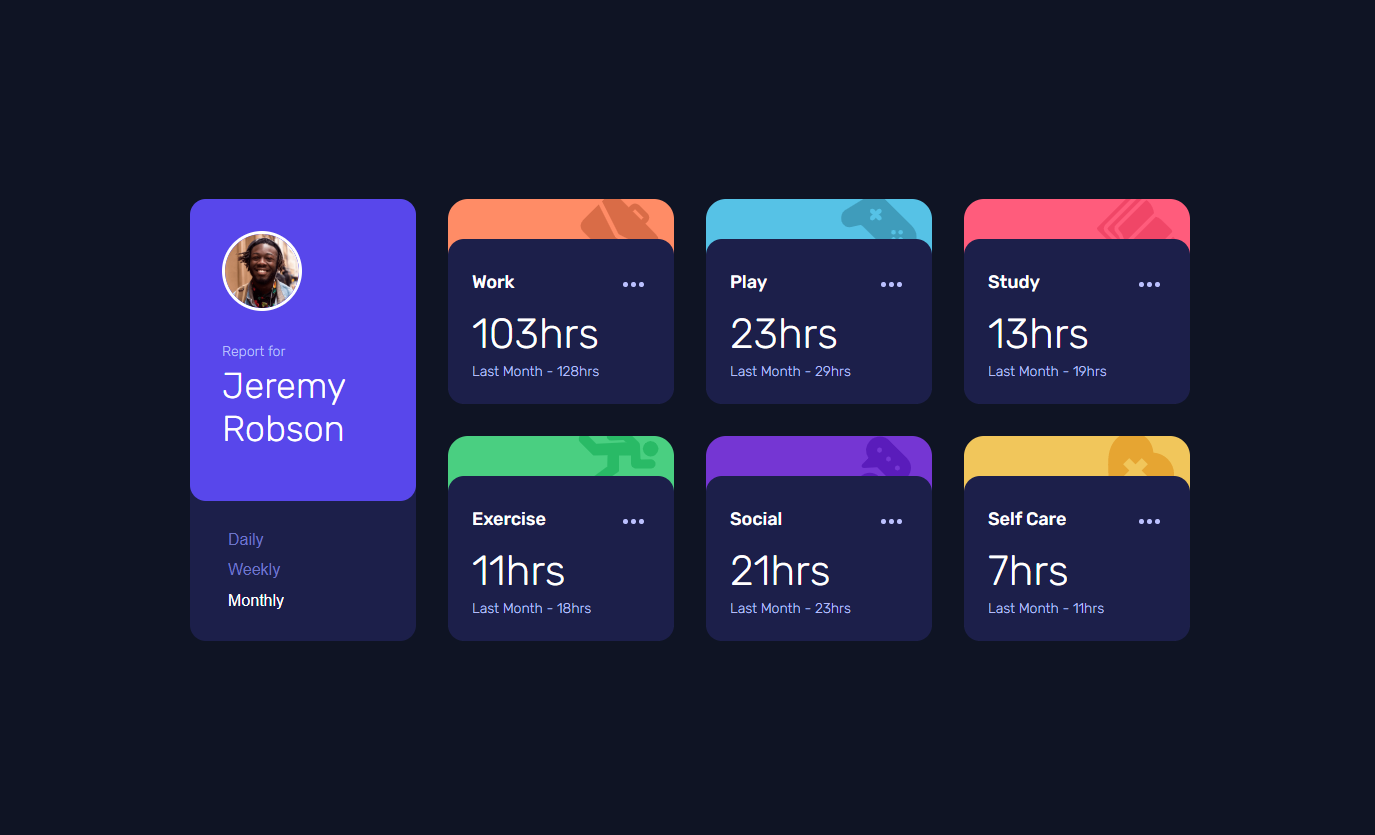 Report for
Jeremy
Robson
Daily
Weekly
Monthly
Work
103hrs
Last Month - 128hrs
Play
23hrs
Last Month - 29hrs
Study
13hrs
Last Month - 19hrs
Exercise
11hrs
Last Month - 18hrs
Social
21hrs
Last Month - 23hrs
Self Care
7hrs
Last Month - 11hrs